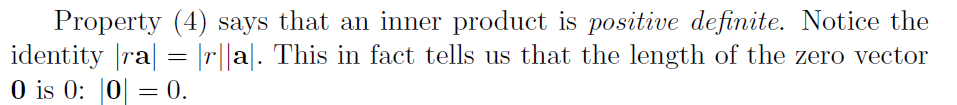 Property (4) says that an inner product is positive definite. Notice the
identity |ra| = |r||a|. This in fact tells us that the length of the zero vector
0 is 0: |0| = 0.